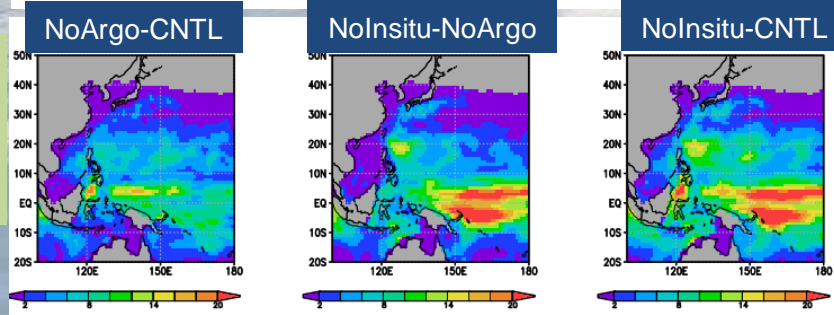 NoArgo-CNTL
NoInsitu-NoArgo
NoInsitu-CNTL
50N
40N
30N
20N
10N
EQ
10S
20S
120E 150E 180
2 8 14 20
50N
40N
30N
20N
10N
EQ
10S
20S
120E 150E 180
2 8 14 20
50N
40N
30N
20N
10N
EQ
10S
20S
120E 150E 180
2 8 14 20